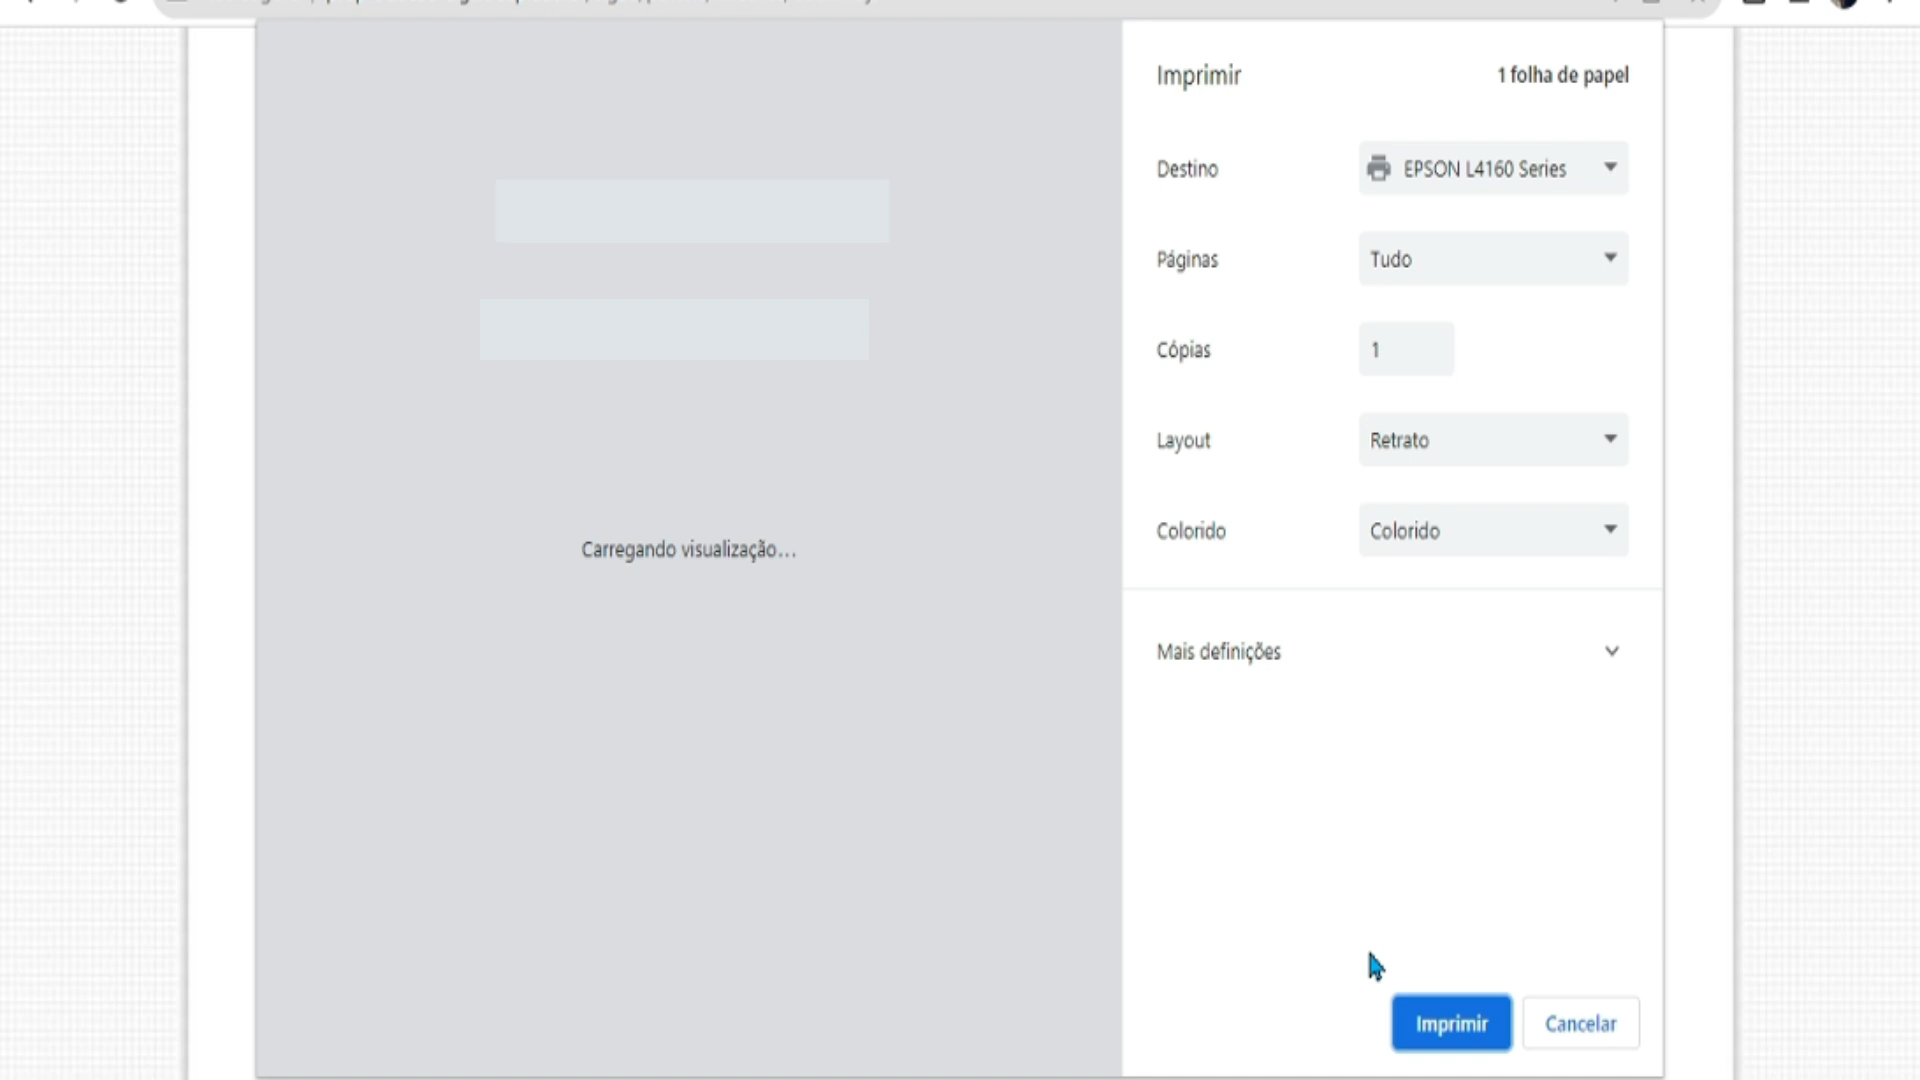 Imprimir
1 folha de papel
Destino
EPSON L4160 Series
Páginas
Tudo
Cópias
1
Layout
Retrato
Colorido
Colorido
Carregando visualização...
Mais definições
Imprimir
Cancelar